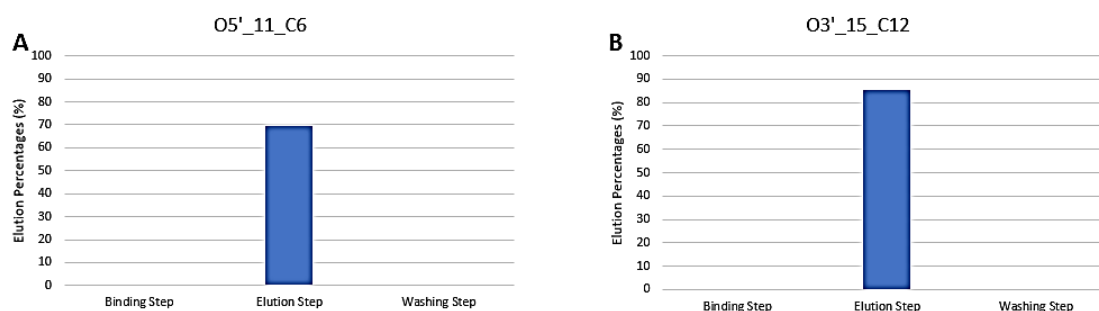 A
O5'_11_C6
Elution Percentages (%)
100
90
80
70
60
50
40
30
20
10
0
Binding Step
Elution Step
Washing Step
B
O3'_15_C12
Elution Percentages (%)
100
90
80
70
60
50
40
30
20
10
0
Binding Step
Elution Step
Washing Step